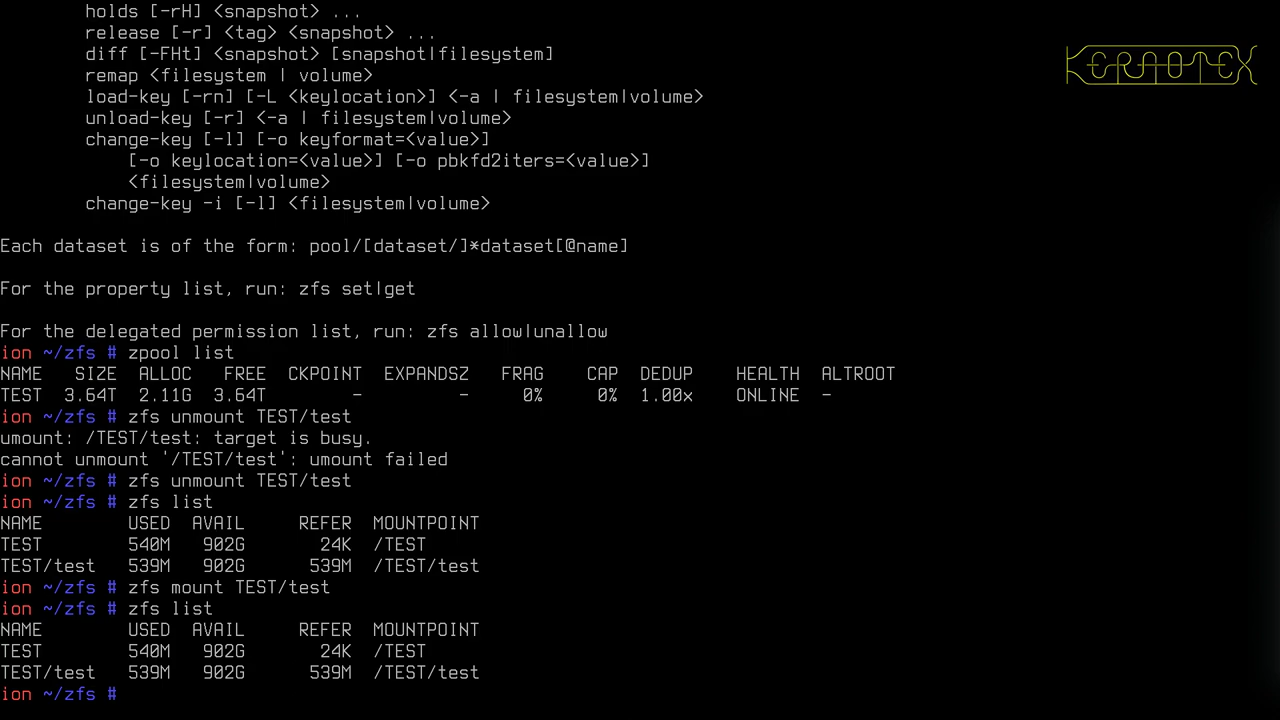 holds [-rH] <snapshot> ...
release [-r] <tag> <snapshot> ...
diff [-FHt] <snapshot> [snapshot|filesystem]
remap <filesystem | volume>
load-key [-rn] [-L <keylocation>] <-a | filesystem|volume>
unload-key [-r] <-a | filesystem|volume>
change-key [-l] [-o keyformat=<value>]
[-o keylocation=<value>] [-o pbkfd2iters=<value>]
<filesystem|volume>
change-key -i [-l] <filesystem|volume>
Each dataset is of the form: pool/[dataset/]*dataset[@name]
For the property list, run: zfs set|get
For the delegated permission list, run: zfs allow|unallow
ion ~/zfs # zpool list
NAME SIZE ALLOC FREE CKPOINT EXPANDSZ FRAG CAP DEDUP HEALTH ALTROOT
TEST 3.64T 2.11G 3.64T - - 0% 0% 1.00x ONLINE -
ion ~/zfs # zfs unmount TEST/test
umount: /TEST/test: target is busy.
cannot unmount '/TEST/test': umount failed
ion ~/zfs # zfs unmount TEST/test
ion ~/zfs # zfs list
NAME USED AVAIL REFER MOUNTPOINT
TEST 540M 902G 24K /TEST
TEST/test 539M 902G 539M /TEST/test
ion ~/zfs # zfs mount TEST/test
ion ~/zfs # zfs list
NAME USED AVAIL REFER MOUNTPOINT
TEST 540M 902G 24K /TEST
TEST/test 539M 902G 539M /TEST/test
ion ~/zfs #